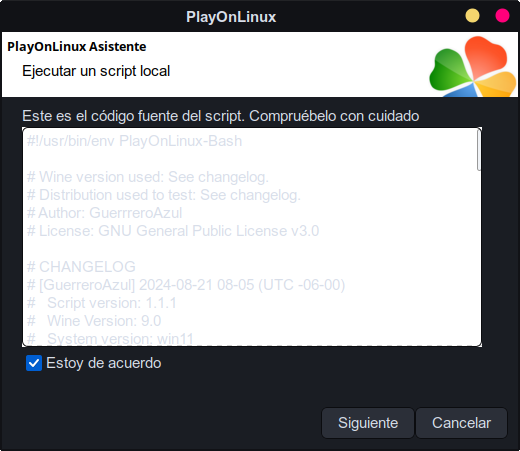 PlayOnLinux
PlayOnLinux Asistente
Ejecutar un script local
Este es el código fuente del script. Compruébelo con cuidado
#!/usr/bin/env PlayOnLinux-Bash
# Wine version used: See changelog.
# Distribution used to test: See changelog.
# Author: GuerrreroAzul
# License: GNU General Public License v3.0
# CHANGELOG
# [GuerreroAzul] 2024-08-21 08-05 (UTC -06-00)
#   Script version: 1.1.1
#   Wine Version: 9.0
#   System version: win11
Estoy de acuerdo
Siguiente Cancelar